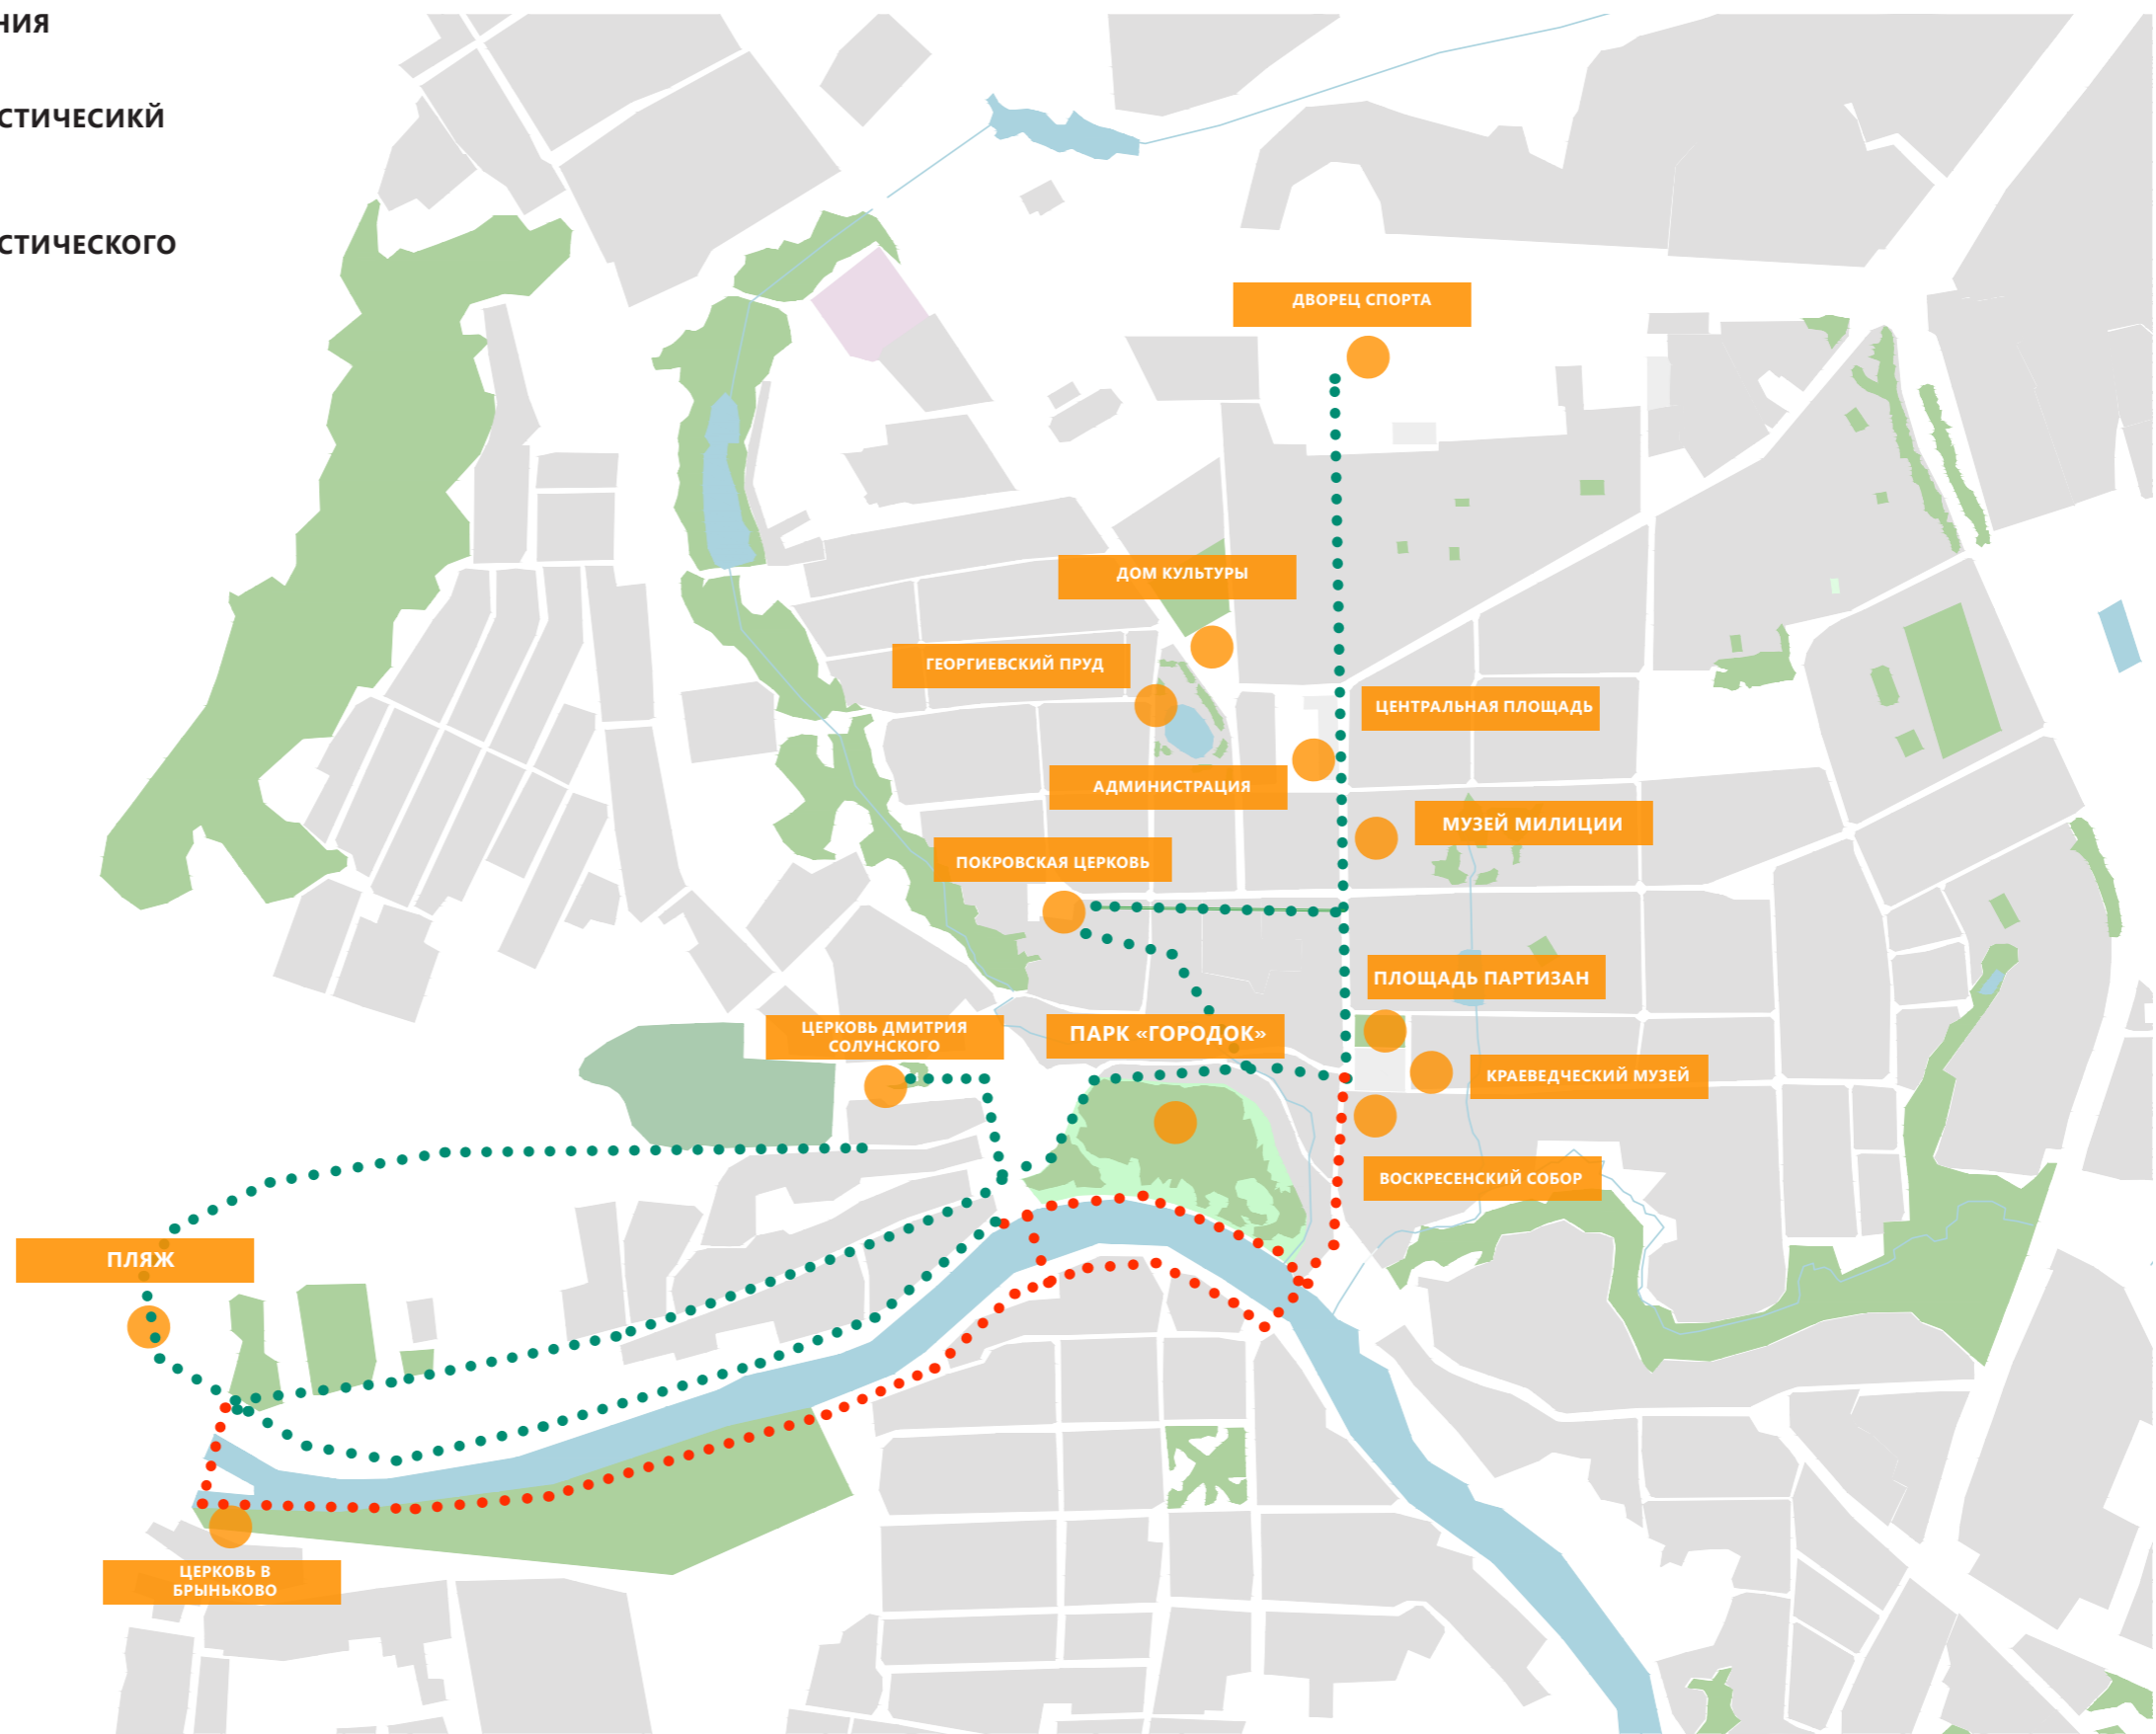 НИЯ
СТИЧЕСИКЙ
СТИЧЕСКОГО
ДВОРЕЦ СПОРТА
ДОМ КУЛЬТУРЫ
ГЕОРГИЕВСКИЙ ПРУД
ЦЕНТРАЛЬНАЯ ПЛОЩАДЬ
АДМИНИСТРАЦИЯ
МУЗЕЙ МИЛИЦИИ
ПОКРОВСКАЯ ЦЕРКОВЬ
ПЛОЩАДЬ ПАРТИЗАН
ЦЕРКОВЬ ДМИТРИЯ
СОЛУНСКОГО
ПАРК «ГОРОДОК»
КРАЕВЕДЧЕСКИЙ МУЗЕЙ
ВОСКРЕСЕНСКИЙ СОБОР
ПЛЯЖ
ЦЕРКОВЬ В
БРЫНЬКОВО